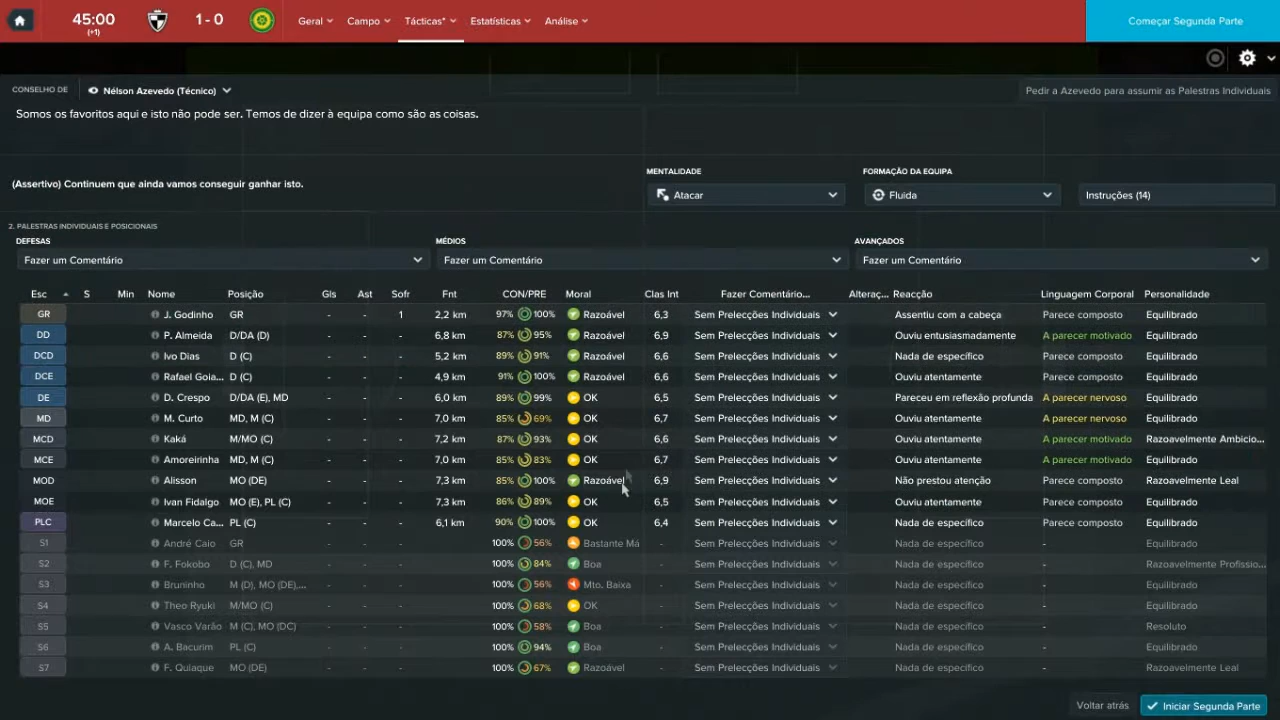 45:00 (+1) 1 - 0 Geral Campo Tácticas* Estatísticas Análise Começar Segunda Parte
CONSELHO DE Nélson Azevedo (Técnico) Pedir a Azevedo para assumir as Palestras Individuais
Somos os favoritos aqui e isto não pode ser. Temos de dizer à equipa como são as coisas.
MENTALIDADE FORMAÇÃO DA EQUIPA
(Assertivo) Continuem que ainda vamos conseguir ganhar isto. Atacar Fluida Instruções (14)
2. PALESTRAS INDIVIDUAIS E POSICIONAIS
DEFESAS MÉDIOS AVANÇADOS
Fazer um Comentário Fazer um Comentário Fazer um Comentário
Esc S Min Nome Posição Gls Ast Sofr Fnt CON/PRE Moral Clas Int Fazer Comentário... Alteraç... Reacção Linguagem Corporal Personalidade
GR J. Godinho GR - - 1 2,2 km 97% 100% Razoável 6,3 Sem Prelecções Individuais Assentiu com a cabeça Parece composto Equilibrado
DD P. Almeida D/DA (D) - - - 6,8 km 87% 95% Razoável 6,9 Sem Prelecções Individuais Ouviu entusiasmadamente A parecer motivado Equilibrado
DCD Ivo Dias D (C) - - - 5,2 km 89% 91% Razoável 6,6 Sem Prelecções Individuais Nada de específico Parece composto Equilibrado
DCE Rafael Goia... D (C) - - - 4,9 km 91% 100% Razoável 6,6 Sem Prelecções Individuais Ouviu atentamente Parece composto Equilibrado
DE D. Crespo D/DA (E), MD - - - 6,0 km 89% 99% OK 6,5 Sem Prelecções Individuais Pareceu em reflexão profunda A parecer nervoso Equilibrado
MD M. Curto MD, M (C) - - - 7,0 km 85% 69% OK 6,7 Sem Prelecções Individuais Ouviu atentamente A parecer nervoso Equilibrado
MCD Kaká M/MO (C) - - - 7,2 km 87% 93% OK 6,6 Sem Prelecções Individuais Ouviu atentamente A parecer motivado Razoavelmente Ambicio...
MCE Amoreirinha MD, M (C) - - - 7,0 km 85% 83% OK 6,7 Sem Prelecções Individuais Ouviu atentamente A parecer motivado Equilibrado
MOD Alisson MO (DE) - - - 7,3 km 85% 100% Razoável 6,9 Sem Prelecções Individuais Não prestou atenção Parece composto Razoavelmente Leal
MOE Ivan Fidalgo MO (E), PL (C) - - - 7,3 km 86% 89% OK 6,5 Sem Prelecções Individuais Ouviu atentamente Parece composto Equilibrado
PLC Marcelo Ca... PL (C) - - - 6,1 km 90% 100% OK 6,4 Sem Prelecções Individuais Nada de específico Parece composto Equilibrado
S1 André Caio GR - - - 100% 56% Bastante Má - Sem Prelecções Individuais Nada de específico - Equilibrado
S2 F. Fokobo D (C), MD - - - 100% 84% Boa - Sem Prelecções Individuais Nada de específico - Razoavelmente Profissio...
S3 Bruninho M (D), MO (DE),... - - - 100% 56% Mto. Baixa - Sem Prelecções Individuais Nada de específico - Equilibrado
S4 Theo Ryuki M/MO (C) - - - 100% 68% OK - Sem Prelecções Individuais Nada de específico - Equilibrado
S5 Vasco Varão M (C), MO (DC) - - - 100% 58% Boa - Sem Prelecções Individuais Nada de específico - Resoluto
S6 A. Bacurim PL (C) - - - 100% 94% Boa - Sem Prelecções Individuais Nada de específico - Equilibrado
S7 F. Quiaque MO (DE) - - - 100% 67% Razoável - Sem Prelecções Individuais Nada de específico - Razoavelmente Leal
Voltar atrás Iniciar Segunda Parte